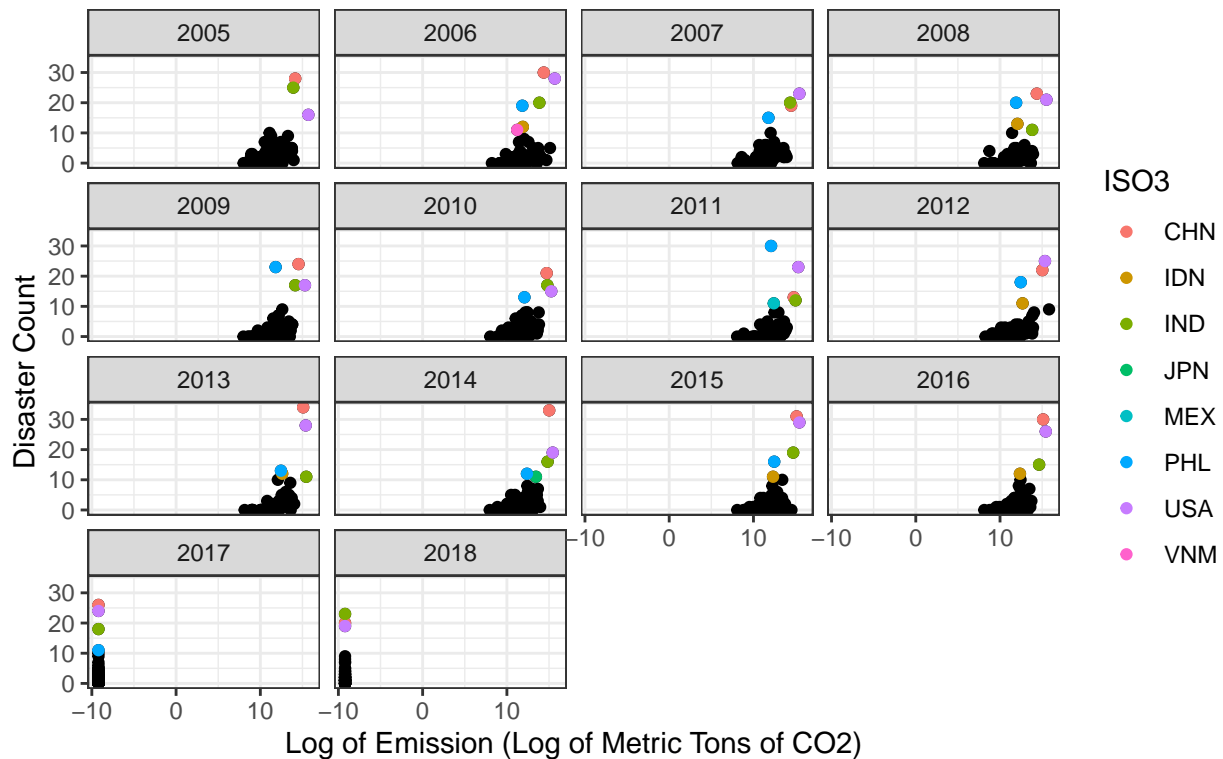 2005 2006 2007 2008
30
20
10
0
2009 2010 2011 2012
30
20
10
0
2013 2014 2015 2016
30
20
10
0
−10 0 10 −10 0 10
2017 2018
30
20
10
0
−10 0 10 −10 0 10
Log of Emission (Log of Metric Tons of CO2)
Disaster Count
ISO3
CHN
IDN
IND
JPN
MEX
PHL
USA
VNM